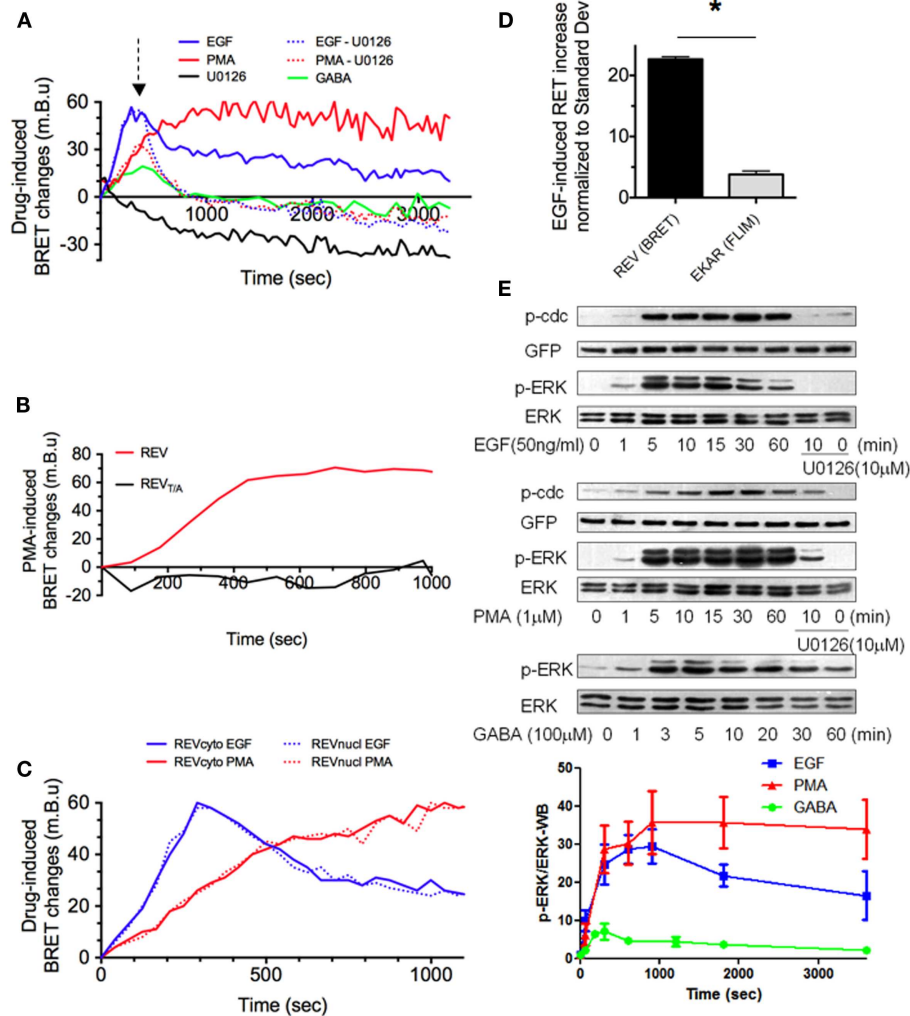 A
EGF
PMA
U0126
EGF - U0126
PMA - U0126
GABA
Drug-induced
BRET changes (m.B.u)
60
30
0
-30
1000 2000 3000
Time (sec)
B
REV
REVT/A
PMA-induced
BRET changes (m.B.u)
80
60
40
20
0
-20
200 400 600 800 1000
Time (sec)
C
REVcyto EGF
REVcyto PMA
REVnucl EGF
REVnucl PMA
Drug-induced
BRET changes (m.B.u)
60
40
20
0
0 500 1000
Time (sec)
D
*
EGF-induced RET increase
normalized to Standard Dev
20
10
0
REV (BRET)
EKAR (FLIM)
E
p-cdc
GFP
p-ERK
ERK
EGF(50ng/ml) 0 1 5 10 15 30 60 10 0 (min)
U0126(10µM)
p-cdc
GFP
p-ERK
ERK
PMA (1µM) 0 1 5 10 15 30 60 10 0 (min)
U0126(10µM)
p-ERK
ERK
GABA (100µM) 0 1 3 5 10 20 30 60 (min)
EGF
PMA
GABA
p-ERK/ERK-WB
50
40
30
20
10
0
0 1000 2000 3000
Time (sec)